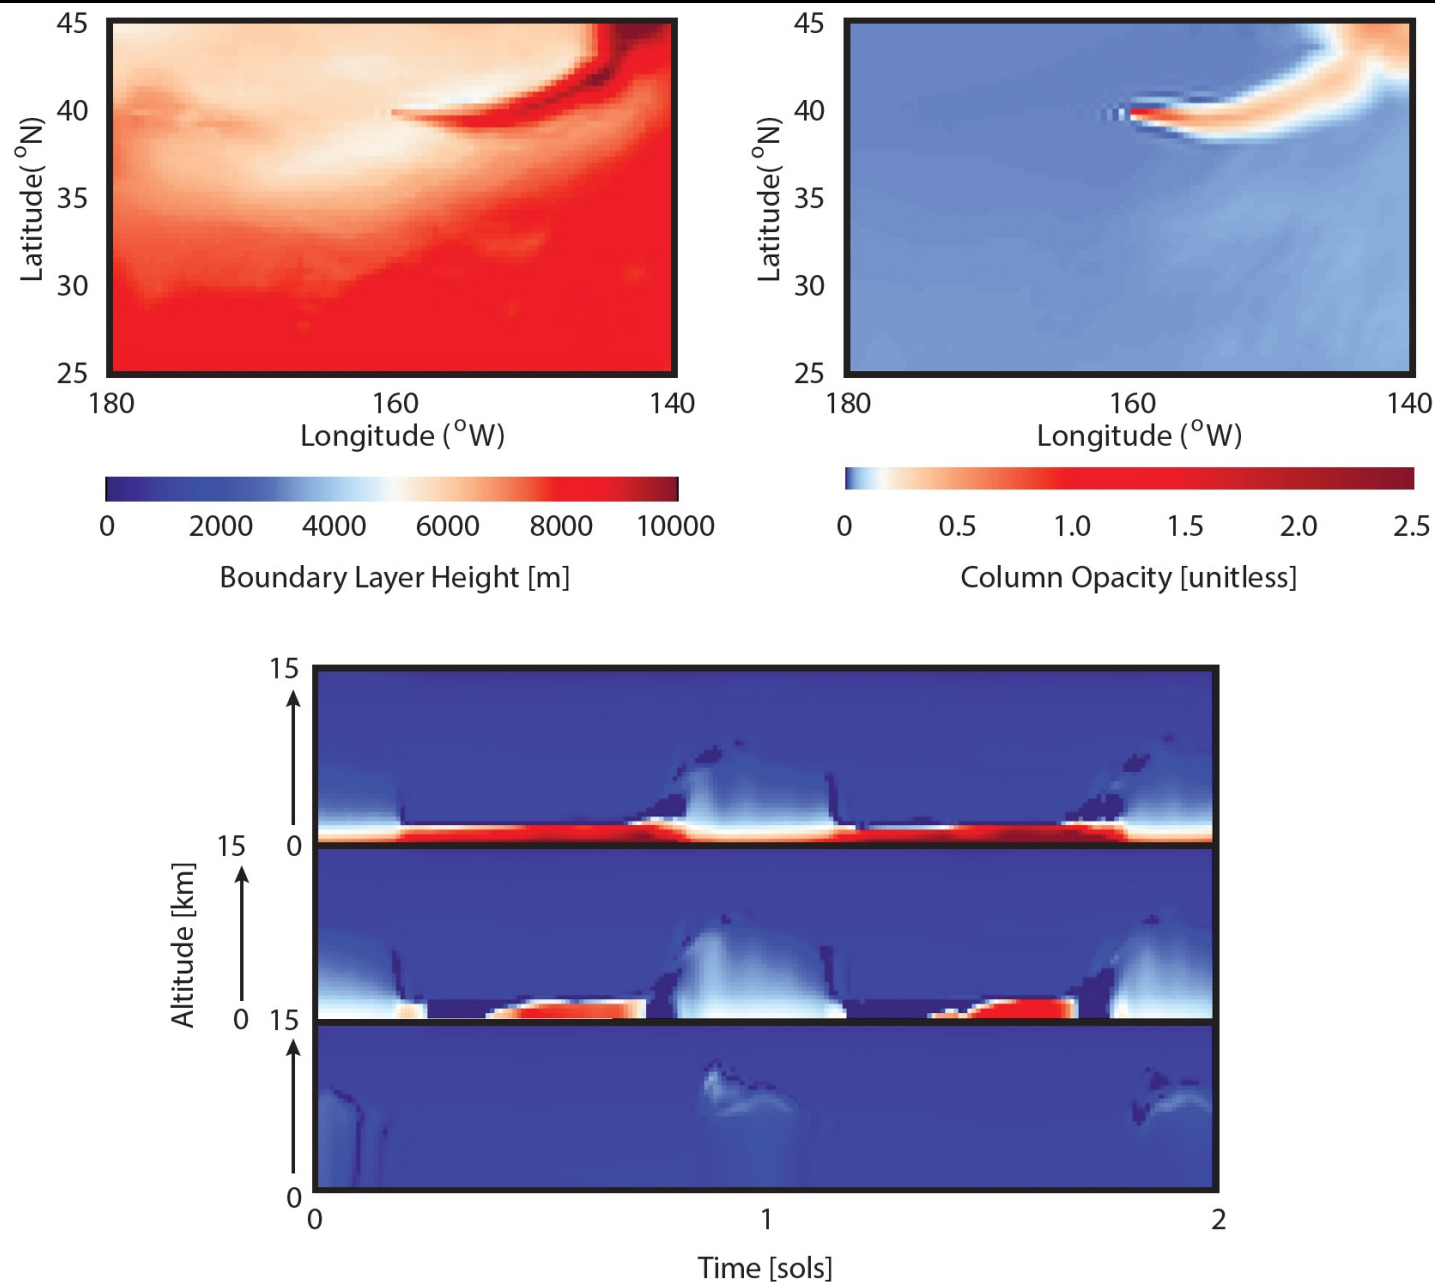 45
40
35
30
25
Latitude( °N)
180 160 140
Longitude (°W)
0 2000 4000 6000 8000 10000
Boundary Layer Height [m]
45
40
35
30
25
Latitude( °N)
180 160 140
Longitude (°W)
0 0.5 1.0 1.5 2.0 2.5
Column Opacity [unitless]
15
15 0
0 15
0
Altitude [km]
0 1 2
Time [sols]